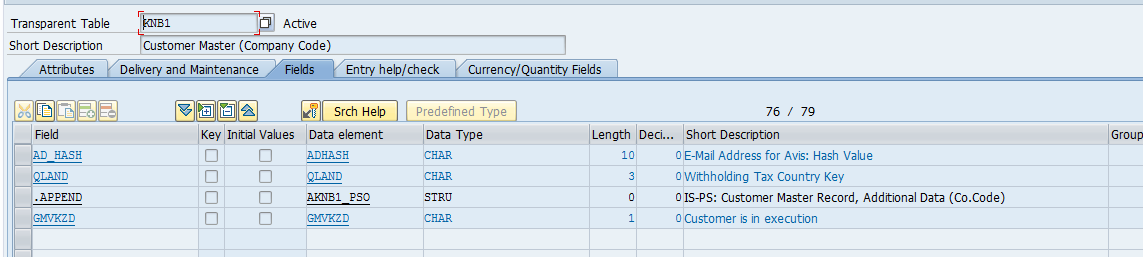 Transparent Table KNB1 Active
Short Description Customer Master (Company Code)
Attributes Delivery and Maintenance Fields Entry help/check Currency/Quantity Fields
Srch Help Predefined Type 76 / 79
Field Key Initial Values Data element Data Type Length Deci... Short Description Group
AD_HASH ADHASH CHAR 10 0 E-Mail Address for Avis: Hash Value
QLAND QLAND CHAR 3 0 Withholding Tax Country Key
.APPEND AKNB1_PSO STRU 0 0 IS-PS: Customer Master Record, Additional Data (Co.Code)
GMVKZD GMVKZD CHAR 1 0 Customer is in execution